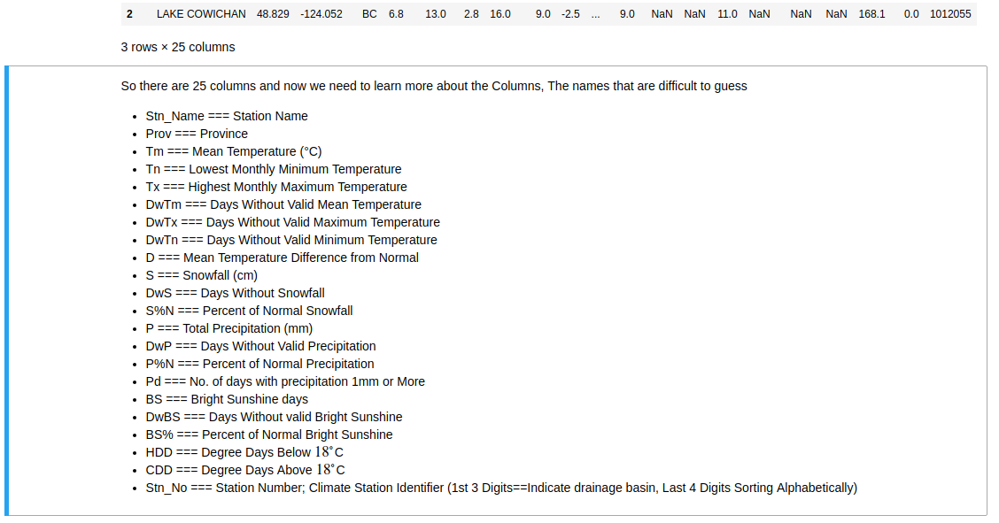 2 LAKE COWICHAN 48.829 -124.052 BC 6.8 13.0 2.8 16.0 9.0 -2.5 ... 9.0 NaN NaN 11.0 NaN NaN NaN 168.1 0.0 1012055
3 rows × 25 columns
So there are 25 columns and now we need to learn more about the Columns, The names that are difficult to guess
• Stn_Name === Station Name
• Prov === Province
• Tm === Mean Temperature (°C)
• Tn === Lowest Monthly Minimum Temperature
• Tx === Highest Monthly Maximum Temperature
• DwTm === Days Without Valid Mean Temperature
• DwTx === Days Without Valid Maximum Temperature
• DwTn === Days Without Valid Minimum Temperature
• D === Mean Temperature Difference from Normal
• S === Snowfall (cm)
• DwS === Days Without Snowfall
• S%N === Percent of Normal Snowfall
• P === Total Precipitation (mm)
• DwP === Days Without Valid Precipitation
• P%N === Percent of Normal Precipitation
• Pd === No. of days with precipitation 1mm or More
• BS === Bright Sunshine days
• DwBS === Days Without valid Bright Sunshine
• BS% === Percent of Normal Bright Sunshine
• HDD === Degree Days Below 18°C
• CDD === Degree Days Above 18°C
• Stn_No === Station Number; Climate Station Identifier (1st 3 Digits==Indicate drainage basin, Last 4 Digits Sorting Alphabetically)